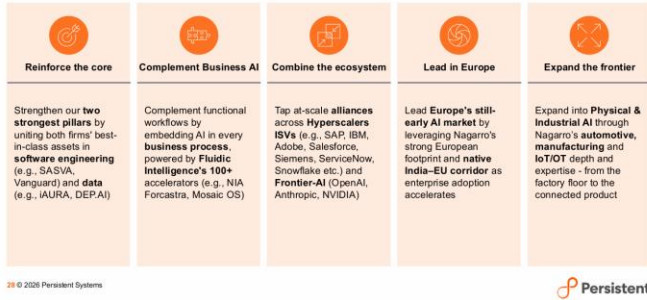 Reinforce the core
Strengthen our two
strongest pillars by
uniting both firms' best-
in-class assets in
software engineering
(e.g., SASVA,
Vanguard) and data
(e.g., iAURA, DEP.AI)
Complement Business AI
Complement functional
workflows by
embedding AI in every
business process,
powered by Fluidic
Intelligence's 100+
accelerators (e.g., NIA
Forcastra, Mosaic OS)
Combine the ecosystem
Tap at-scale alliances
across Hyperscalers
ISVs (e.g., SAP, IBM,
Adobe, Salesforce,
Siemens, ServiceNow,
Snowflake etc.) and
Frontier-AI (OpenAI,
Anthropic, NVIDIA)
Lead in Europe
Lead Europe's still-
early AI market by
leveraging Nagarro's
strong European
footprint and native
India–EU corridor as
enterprise adoption
accelerates
Expand the frontier
Expand into Physical &
Industrial AI through
Nagarro's automotive,
manufacturing and
IoT/OT depth and
expertise - from the
factory floor to the
connected product
28 © 2026 Persistent Systems
Persistent